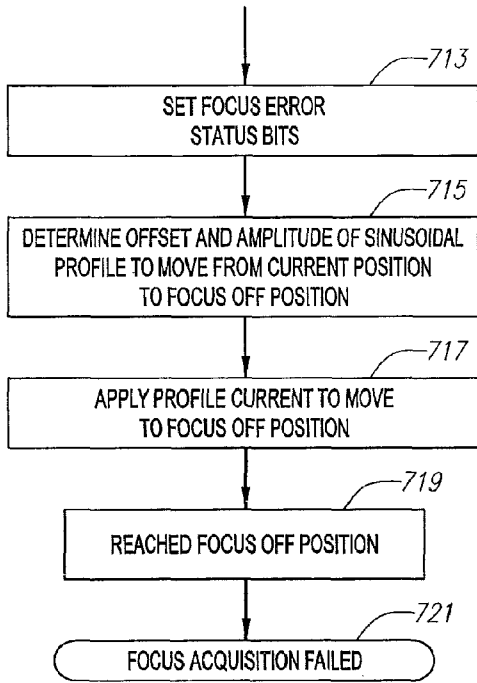 713
SET FOCUS ERROR
STATUS BITS
715
DETERMINE OFFSET AND AMPLITUDE OF SINUSOIDAL
PROFILE TO MOVE FROM CURRENT POSITION
TO FOCUS OFF POSITION
717
APPLY PROFILE CURRENT TO MOVE
TO FOCUS OFF POSITION
719
REACHED FOCUS OFF POSITION
721
FOCUS ACQUISITION FAILED